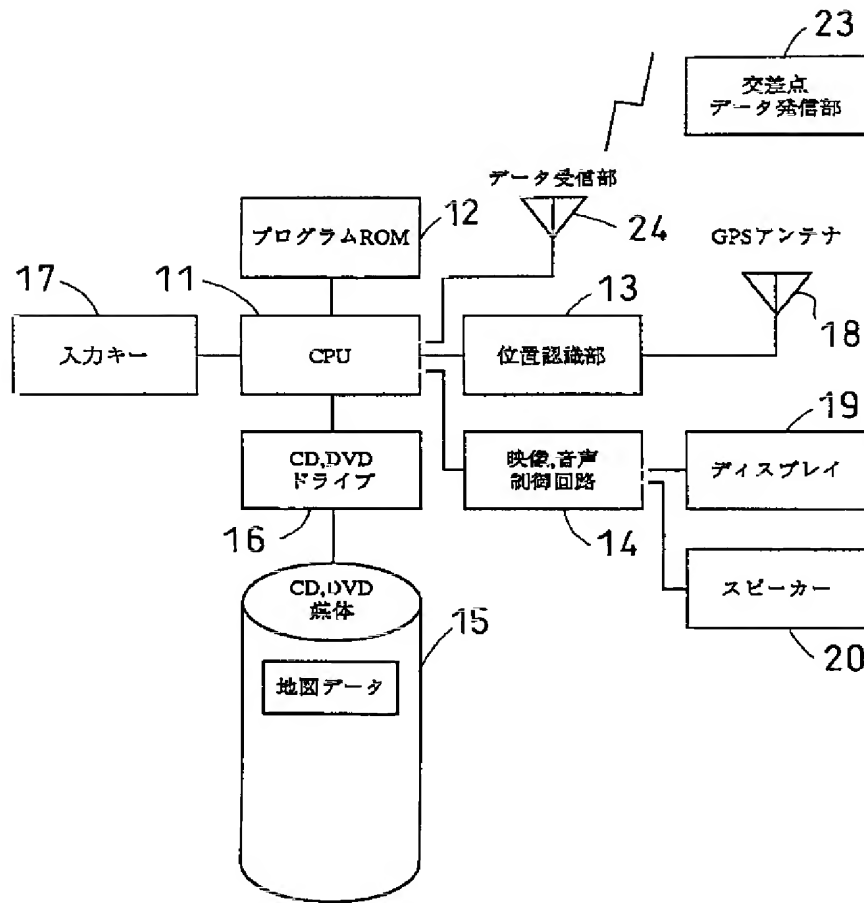 23
交差点
データ発信部
データ受信部
24
プログラムROM
12
GPSアンテナ
18
17
入力キー
11
CPU
13
位置認識部
CD,DVD
ドライブ
16
映像,音声
制御回路
14
19
ディスプレイ
スピーカー
20
CD,DVD
媒体
15
地図データ